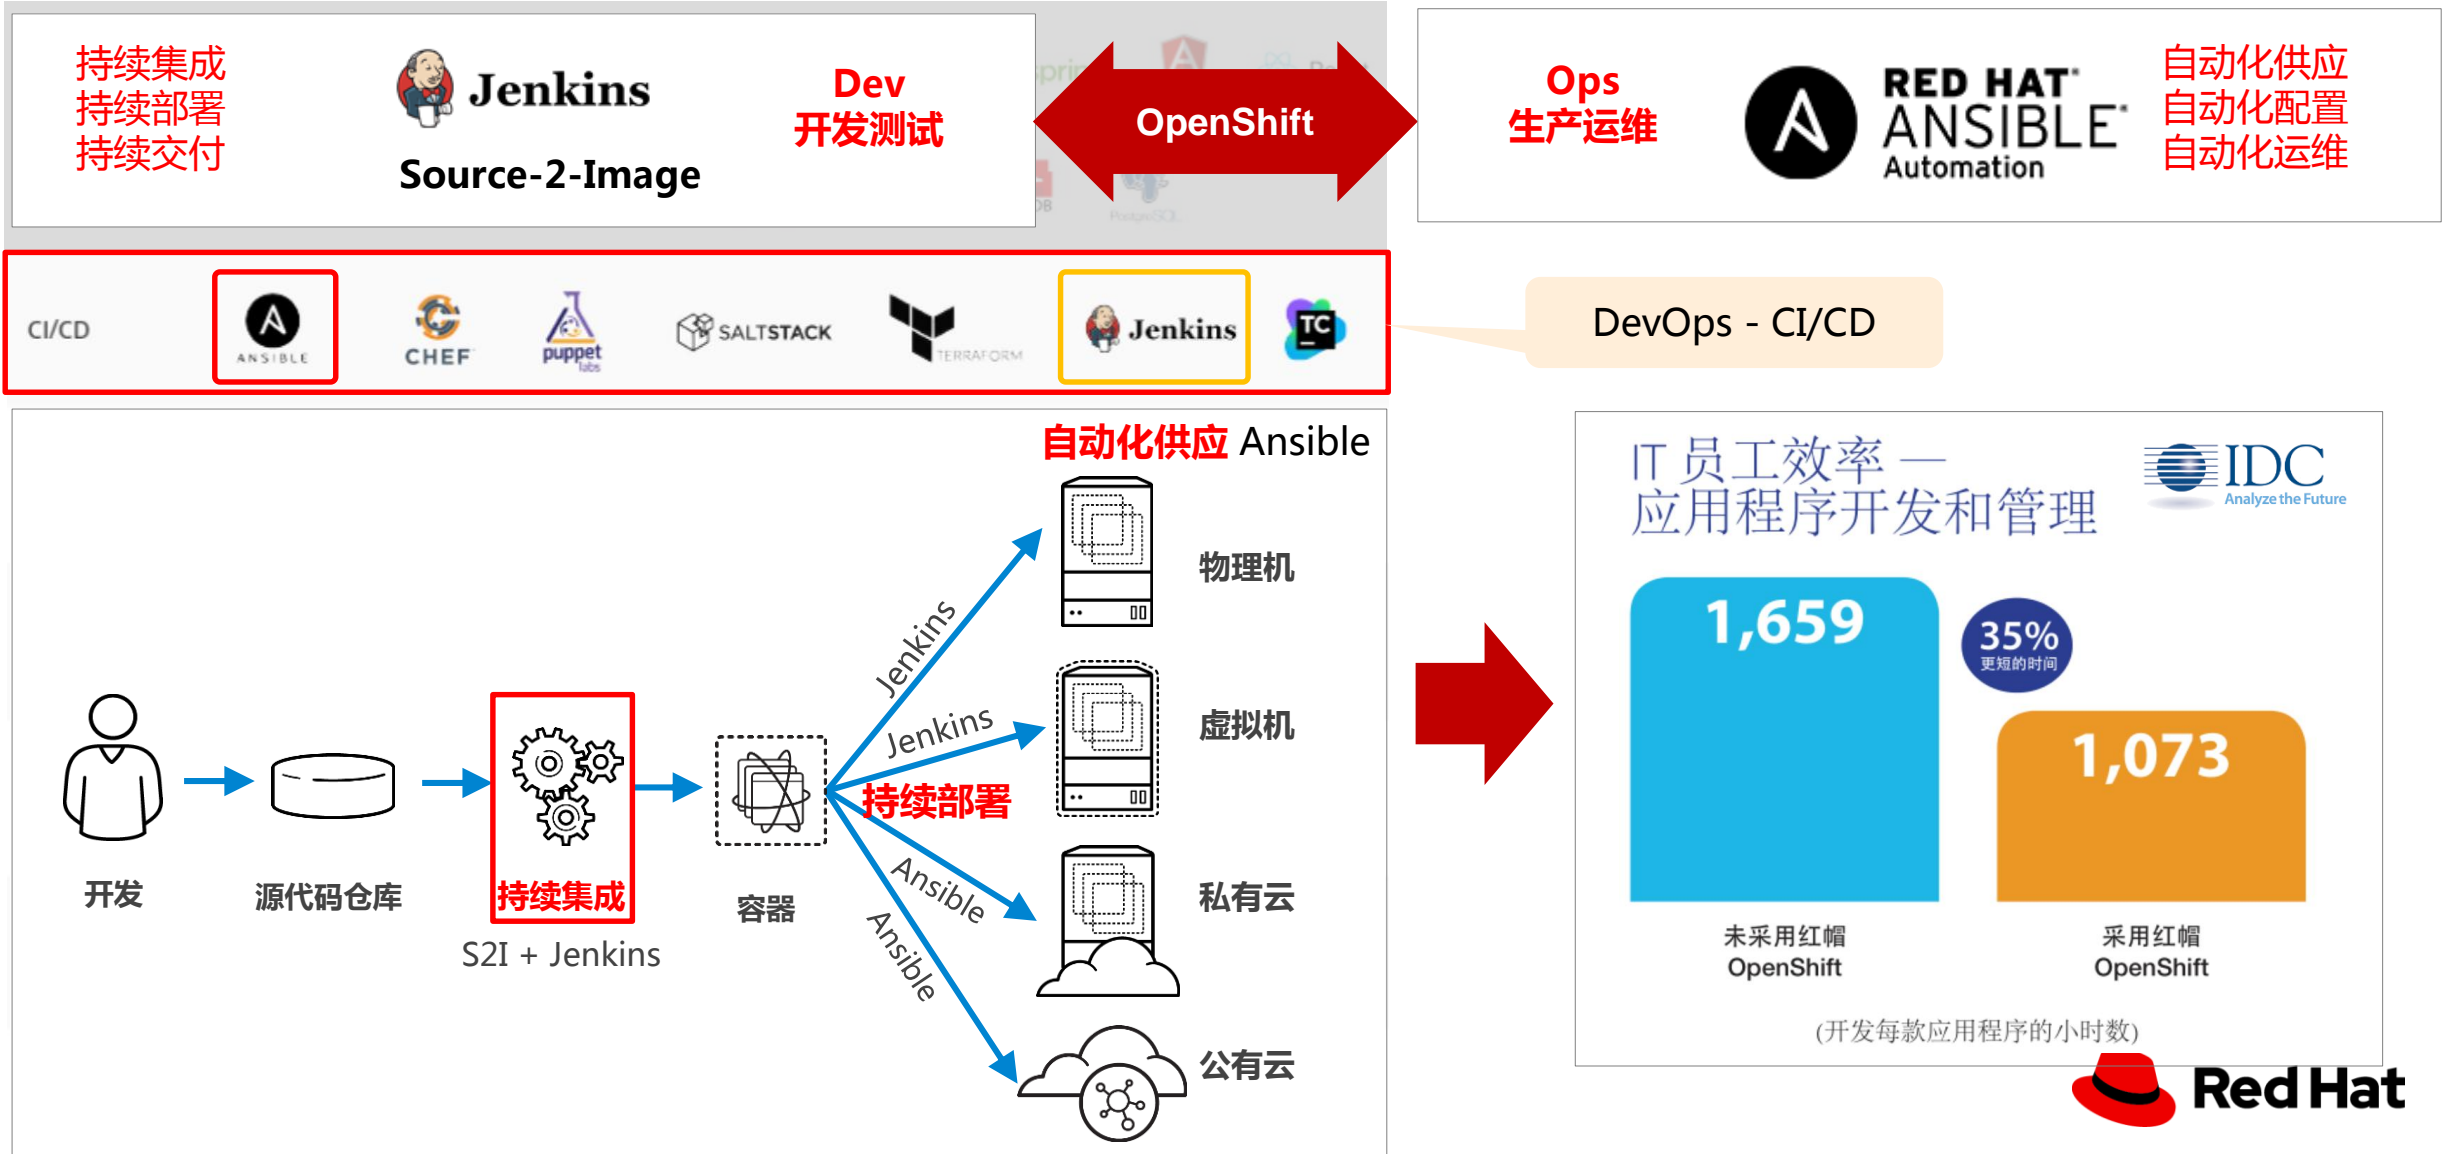 持续集成
持续部署
持续交付
Jenkins
Source-2-Image
Dev
开发测试
OpenShift
Ops
生产运维
RED HAT
ANSIBLE
Automation
自动化供应
自动化配置
自动化运维
PostgreSQL
CI/CD
ANSIBLE
CHEF
puppet
labs
SALTSTACK
TERRAFORM
Jenkins
TC
DevOps - CI/CD
自动化供应 Ansible
物理机
Jenkins
虚拟机
Jenkins
持续部署
Ansible
私有云
Ansible
公有云
开发
源代码仓库
持续集成
S2I + Jenkins
容器
IT 员工效率 —
应用程序开发和管理
IDC
Analyze the Future
1,659
35%
更短的时间
1,073
未采用红帽
OpenShift
采用红帽
OpenShift
(开发每款应用程序的小时数)
Red Hat